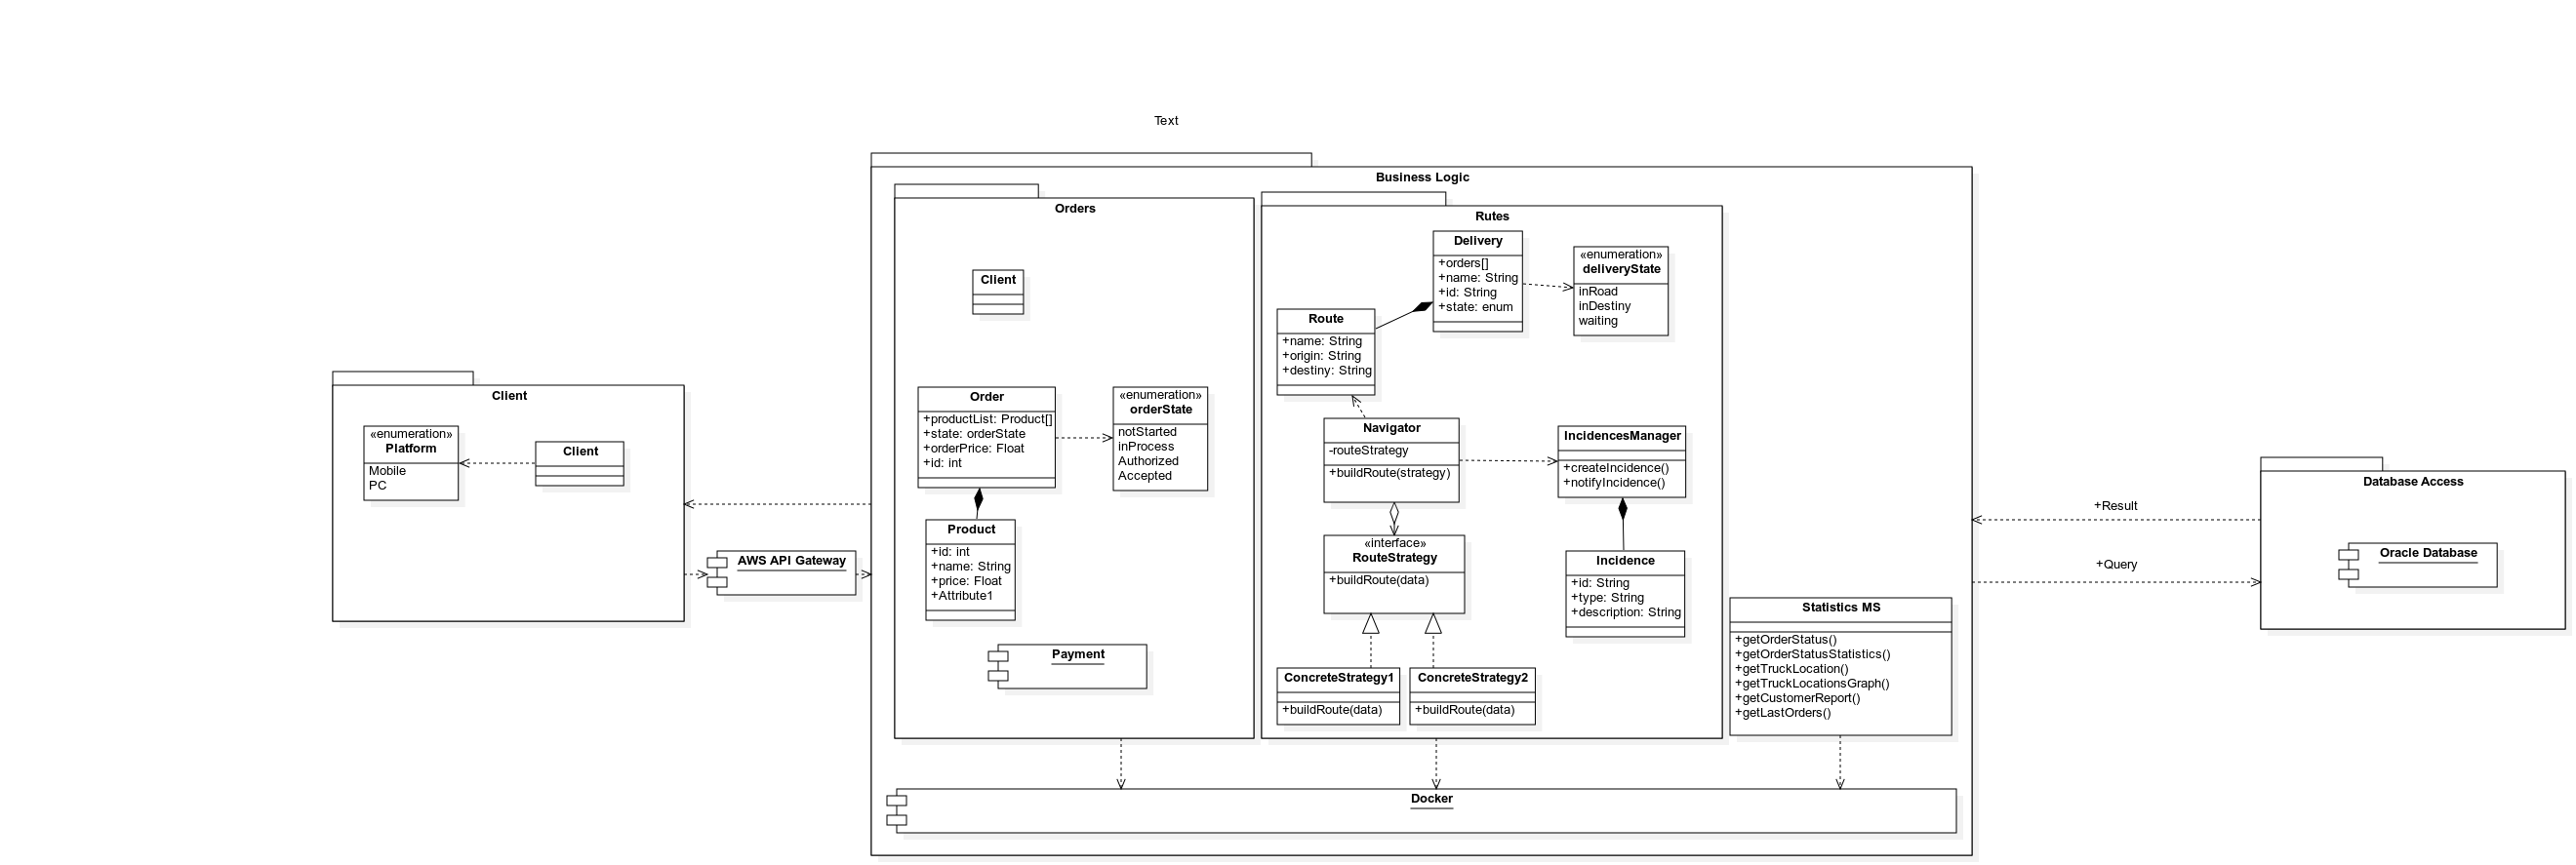 Text
Business Logic
Orders
Client
Order
+productList: Product[]
+state: orderState
+orderPrice: Float
+id: int
«enumeration»
orderState
notStarted
inProcess
Authorized
Accepted
Product
+id: int
+name: String
+price: Float
+Attribute1
Payment
Rutes
Delivery
+orders[]
+name: String
+id: String
+state: enum
«enumeration»
deliveryState
inRoad
inDestiny
waiting
Route
+name: String
+origin: String
+destiny: String
Navigator
-routeStrategy
+buildRoute(strategy)
IncidencesManager
+createIncidence()
+notifyIncidence()
«interface»
RouteStrategy
+buildRoute(data)
Incidence
+id: String
+type: String
+description: String
ConcreteStrategy1
+buildRoute(data)
ConcreteStrategy2
+buildRoute(data)
Statistics MS
+getOrderStatus()
+getOrderStatusStatistics()
+getTruckLocation()
+getTruckLocationsGraph()
+getCustomerReport()
+getLastOrders()
Docker
Client
«enumeration»
Platform
Mobile
PC
Client
AWS API Gateway
+Result
+Query
Database Access
Oracle Database